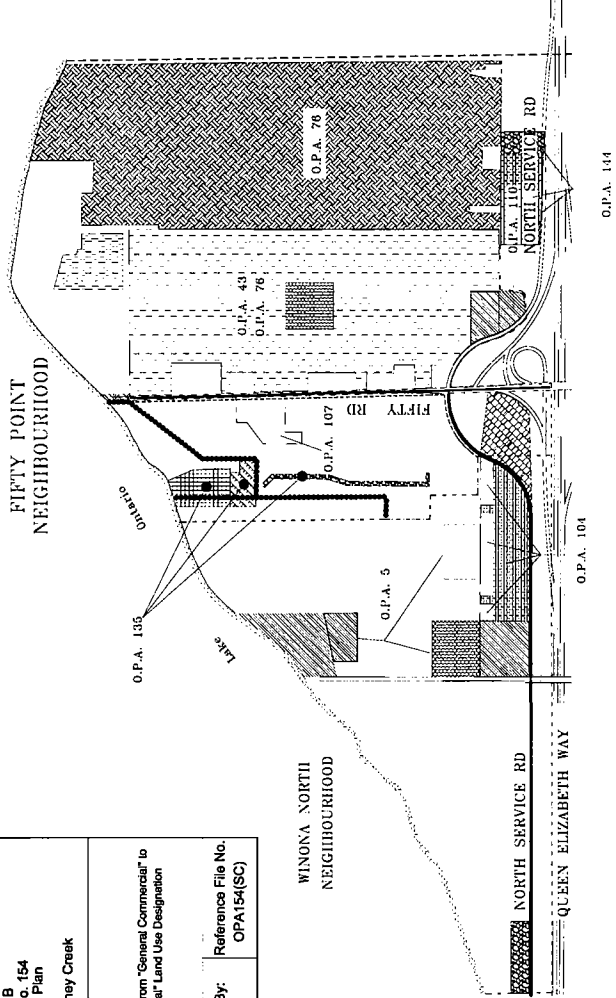 FIFTY POINT
NEIGHBOURHOOD
O.P.A. 76
O.P.A. 110
NORTH SERVICE RD
O.P.A. 144
O.P.A. 43
O.P.A. 76
FIFTY RD
O.P.A. 107
Ontario
Lake
O.P.A. 135
O.P.A. 5
O.P.A. 104
WINONA NORTH
NEIGHBOURHOOD
NORTH SERVICE RD
QUEEN ELIZABETH WAY
B
o. 154
Plan
ney Creek
rom "General Commercial" to
al" Land Use Designation
By:
Reference File No.
OPA154(SC)